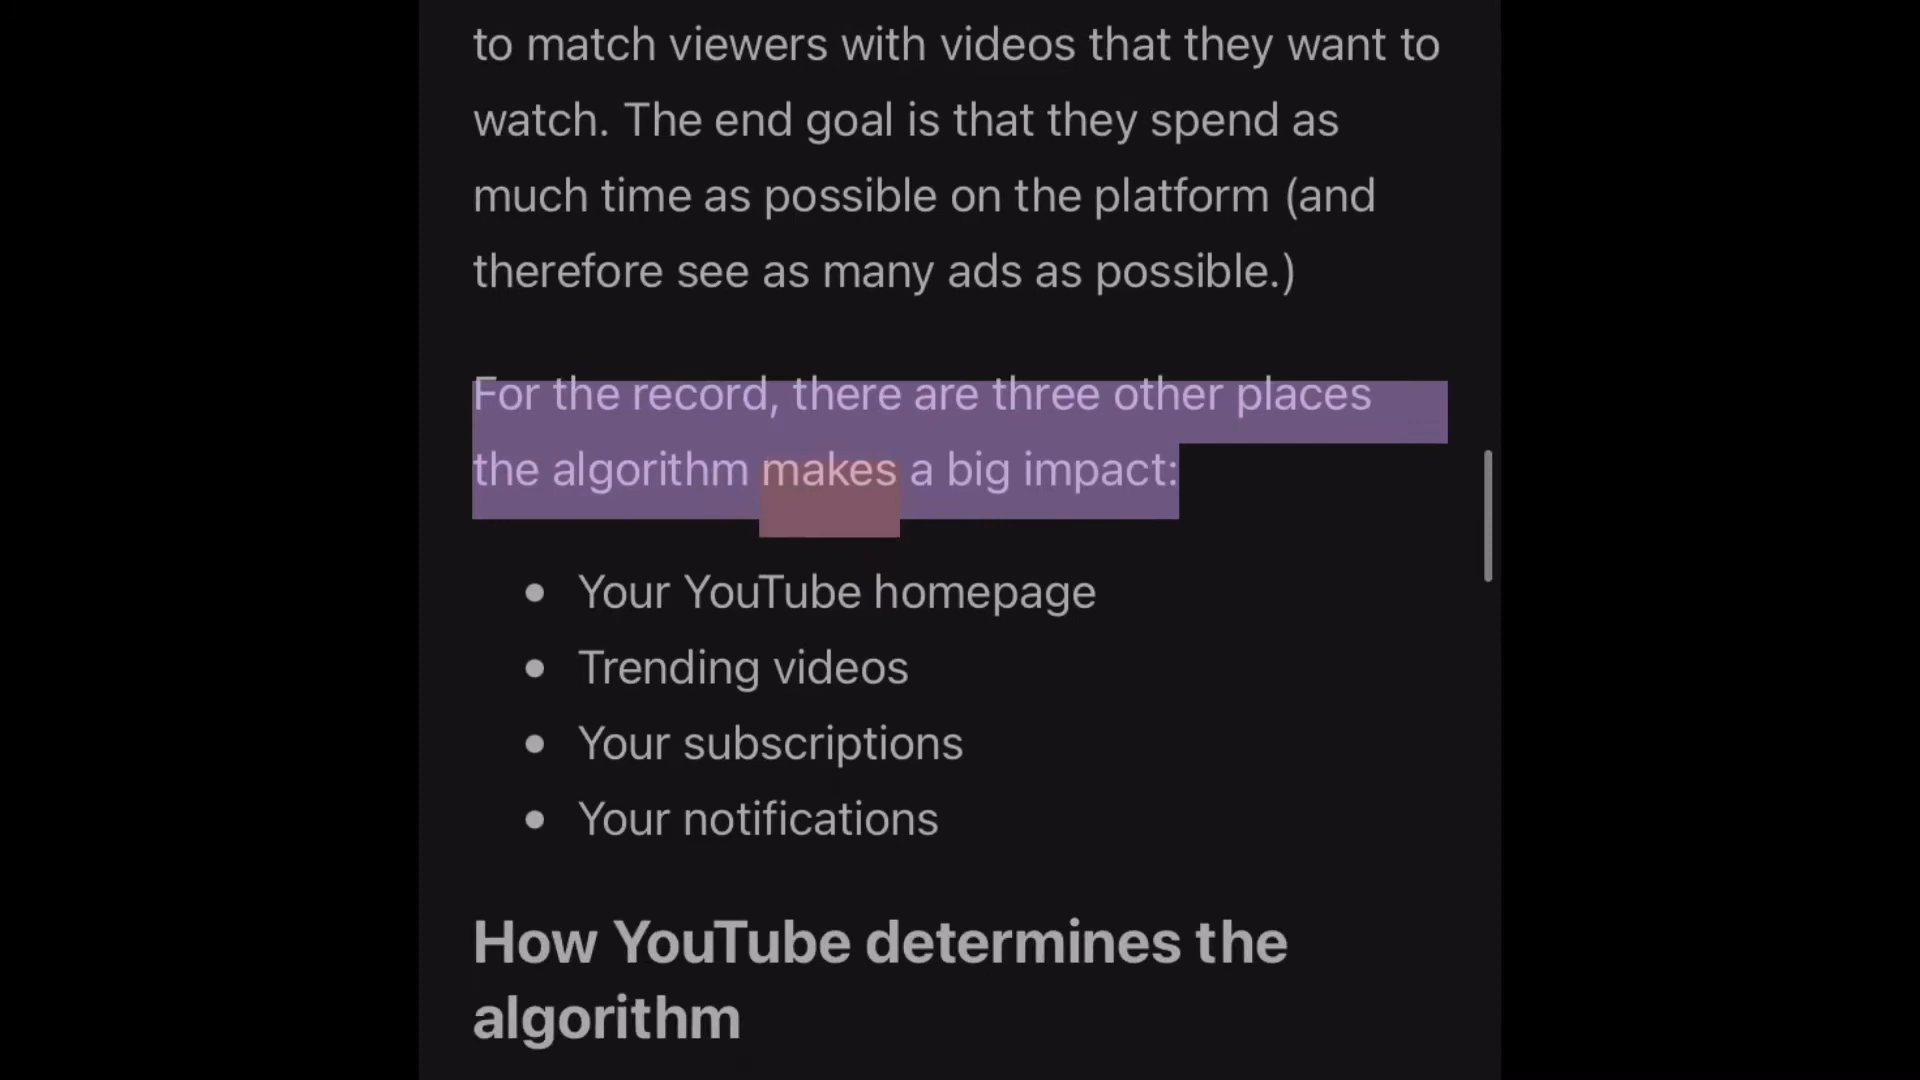 to match viewers with videos that they want to
watch. The end goal is that they spend as
much time as possible on the platform (and
therefore see as many ads as possible.)
For the record, there are three other places
the algorithm makes a big impact:
• Your YouTube homepage
• Trending videos
• Your subscriptions
• Your notifications
How YouTube determines the
algorithm